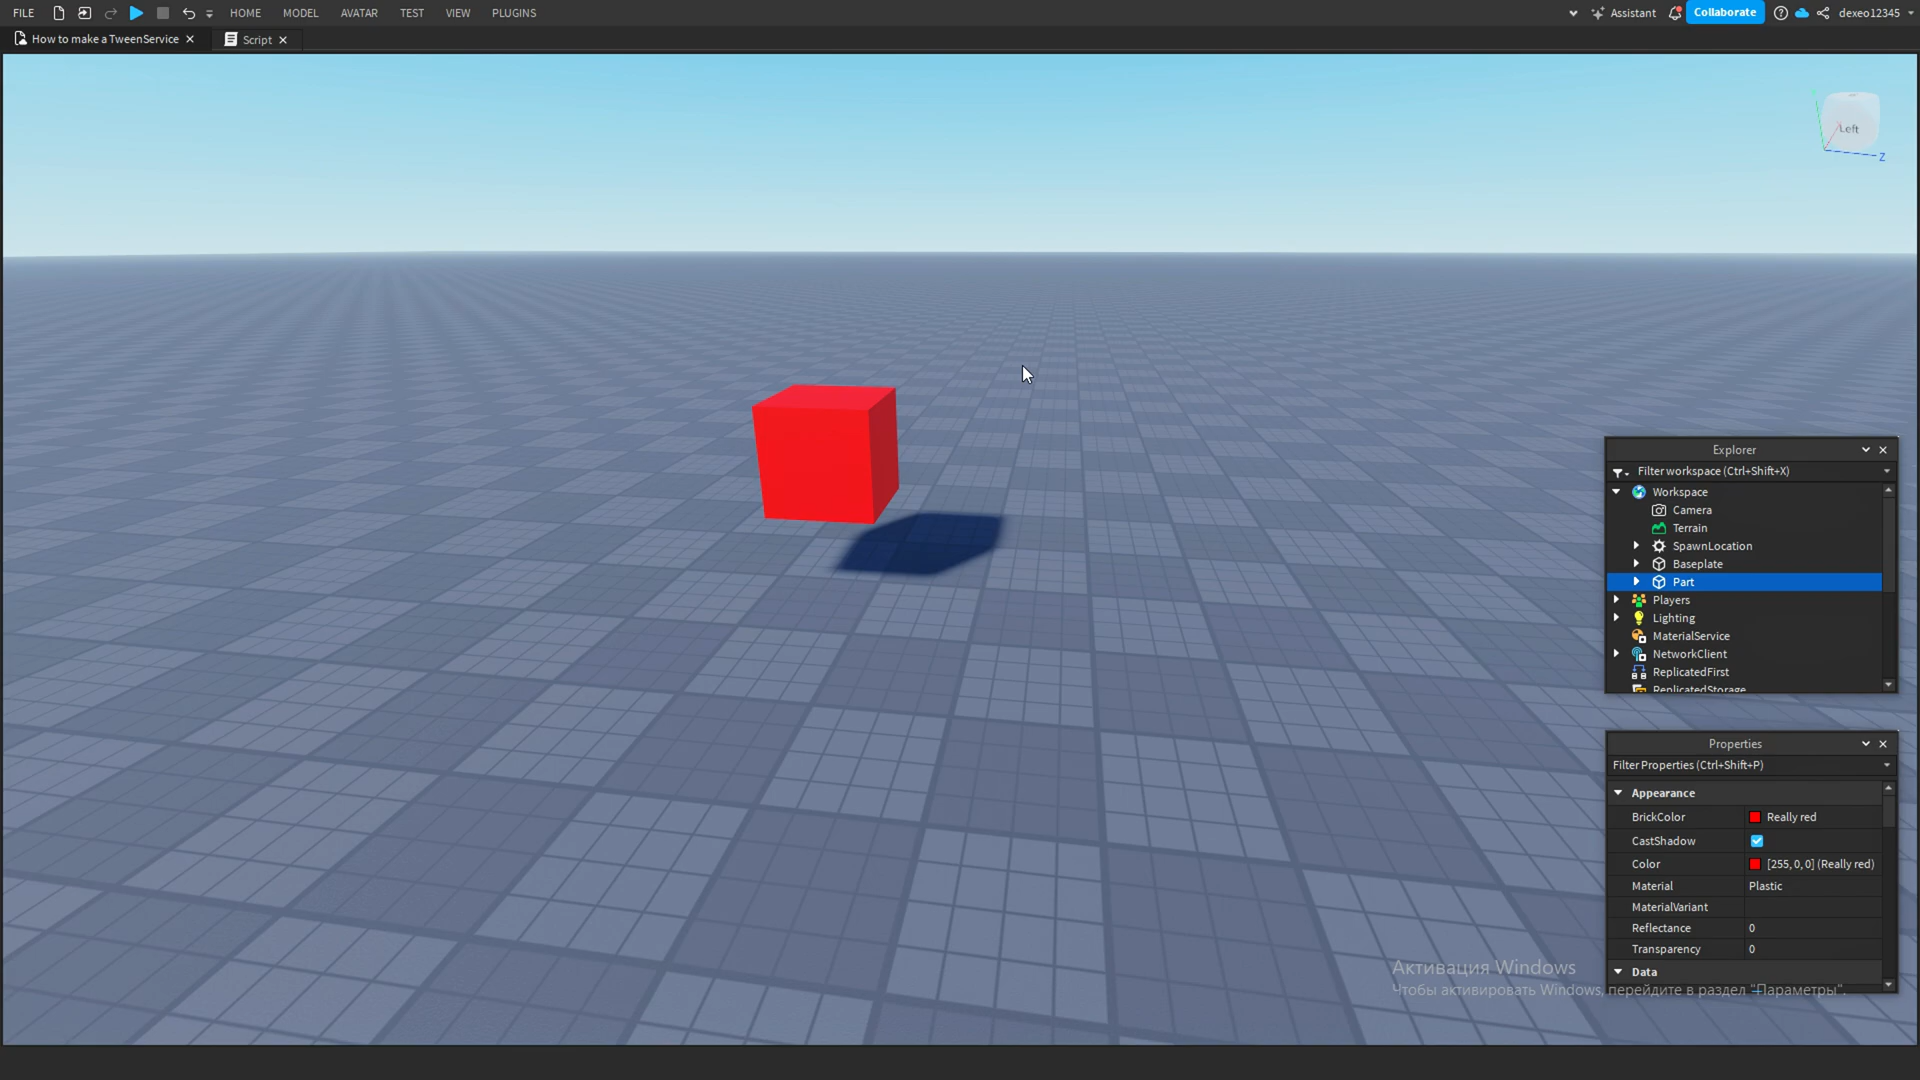 FILE HOME MODEL AVATAR TEST VIEW PLUGINS Assistant Collaborate dexeo12345
How to make a TweenService Script
Left
Z
Explorer
Filter workspace (Ctrl+Shift+X)
Workspace
Camera
Terrain
SpawnLocation
Baseplate
Part
Players
Lighting
MaterialService
NetworkClient
ReplicatedFirst
ReplicatedStorage
Properties
Filter Properties (Ctrl+Shift+P)
Appearance
BrickColor Really red
CastShadow
Color [255, 0, 0] (Really red)
Material Plastic
MaterialVariant
Reflectance 0
Transparency 0
Data
Активация Windows
Чтобы активировать Windows, перейдите в раздел "Параметры".